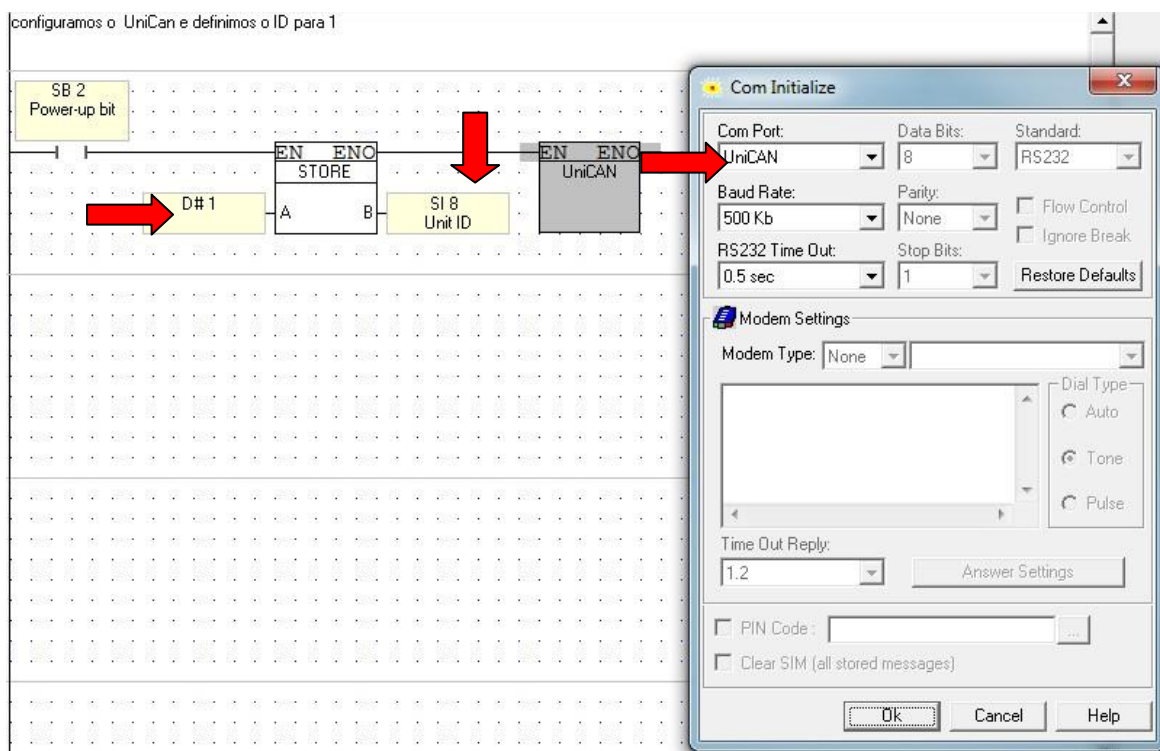 configuramos o UniCan e definimos o ID para 1
SB 2
Power-up bit
EN ENO
STORE
A B
D# 1
SI 8
Unit ID
EN ENO
UniCAN
Com Initialize
Com Port:
UniCAN
Data Bits:
8
Standard:
RS232
Baud Rate:
500 Kb
Parity:
None
Flow Control
Ignore Break
RS232 Time Out:
0.5 sec
Stop Bits:
1
Restore Defaults
Modem Settings
Modem Type: None
Dial Type
Auto
Tone
Pulse
Time Out Reply:
1.2
Answer Settings
PIN Code :
...
Clear SIM (all stored messages)
Ok Cancel Help